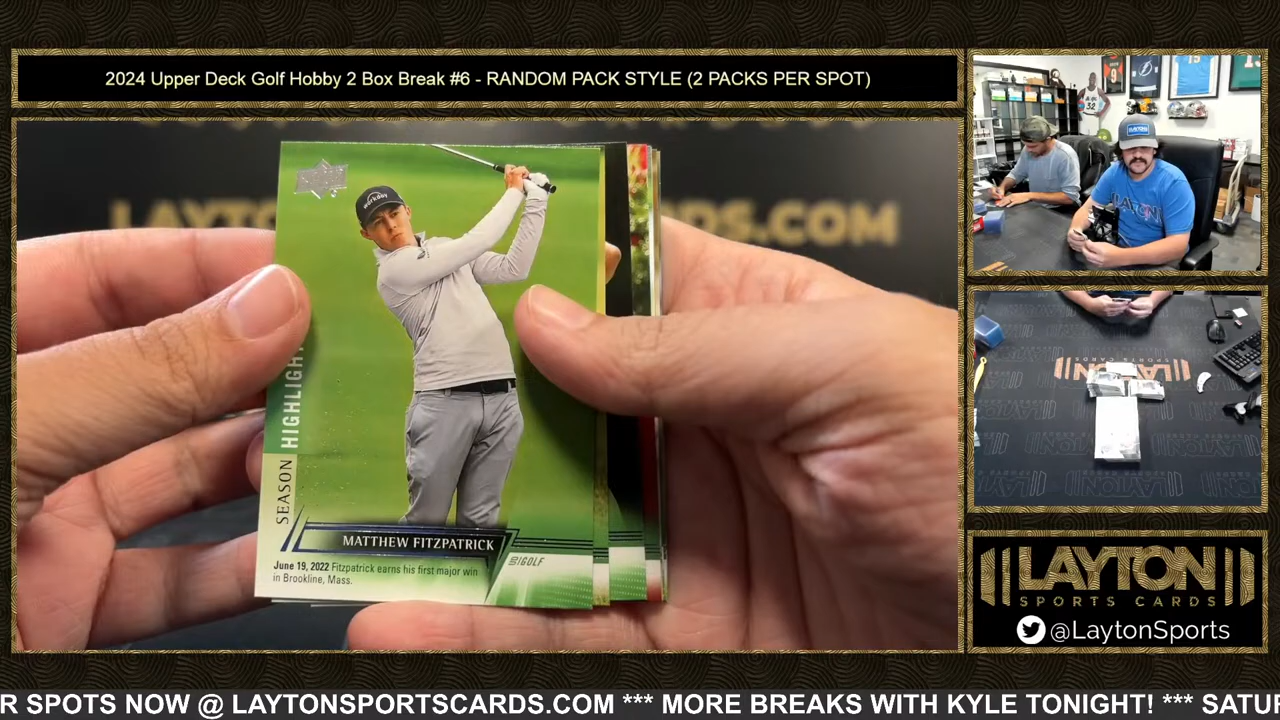 2024 Upper Deck Golf Hobby 2 Box Break #6 - RANDOM PACK STYLE (2 PACKS PER SPOT)
SEASON HIGHLIGHT
MATTHEW FITZPATRICK
June 19, 2022 Fitzpatrick earns his first major win
in Brookline, Mass.
GOLF
LAYTON
SPORTS CARDS
@LaytonSports
R SPOTS NOW @ LAYTONSPORTSCARDS.COM *** MORE BREAKS WITH KYLE TONIGHT! *** SATUR